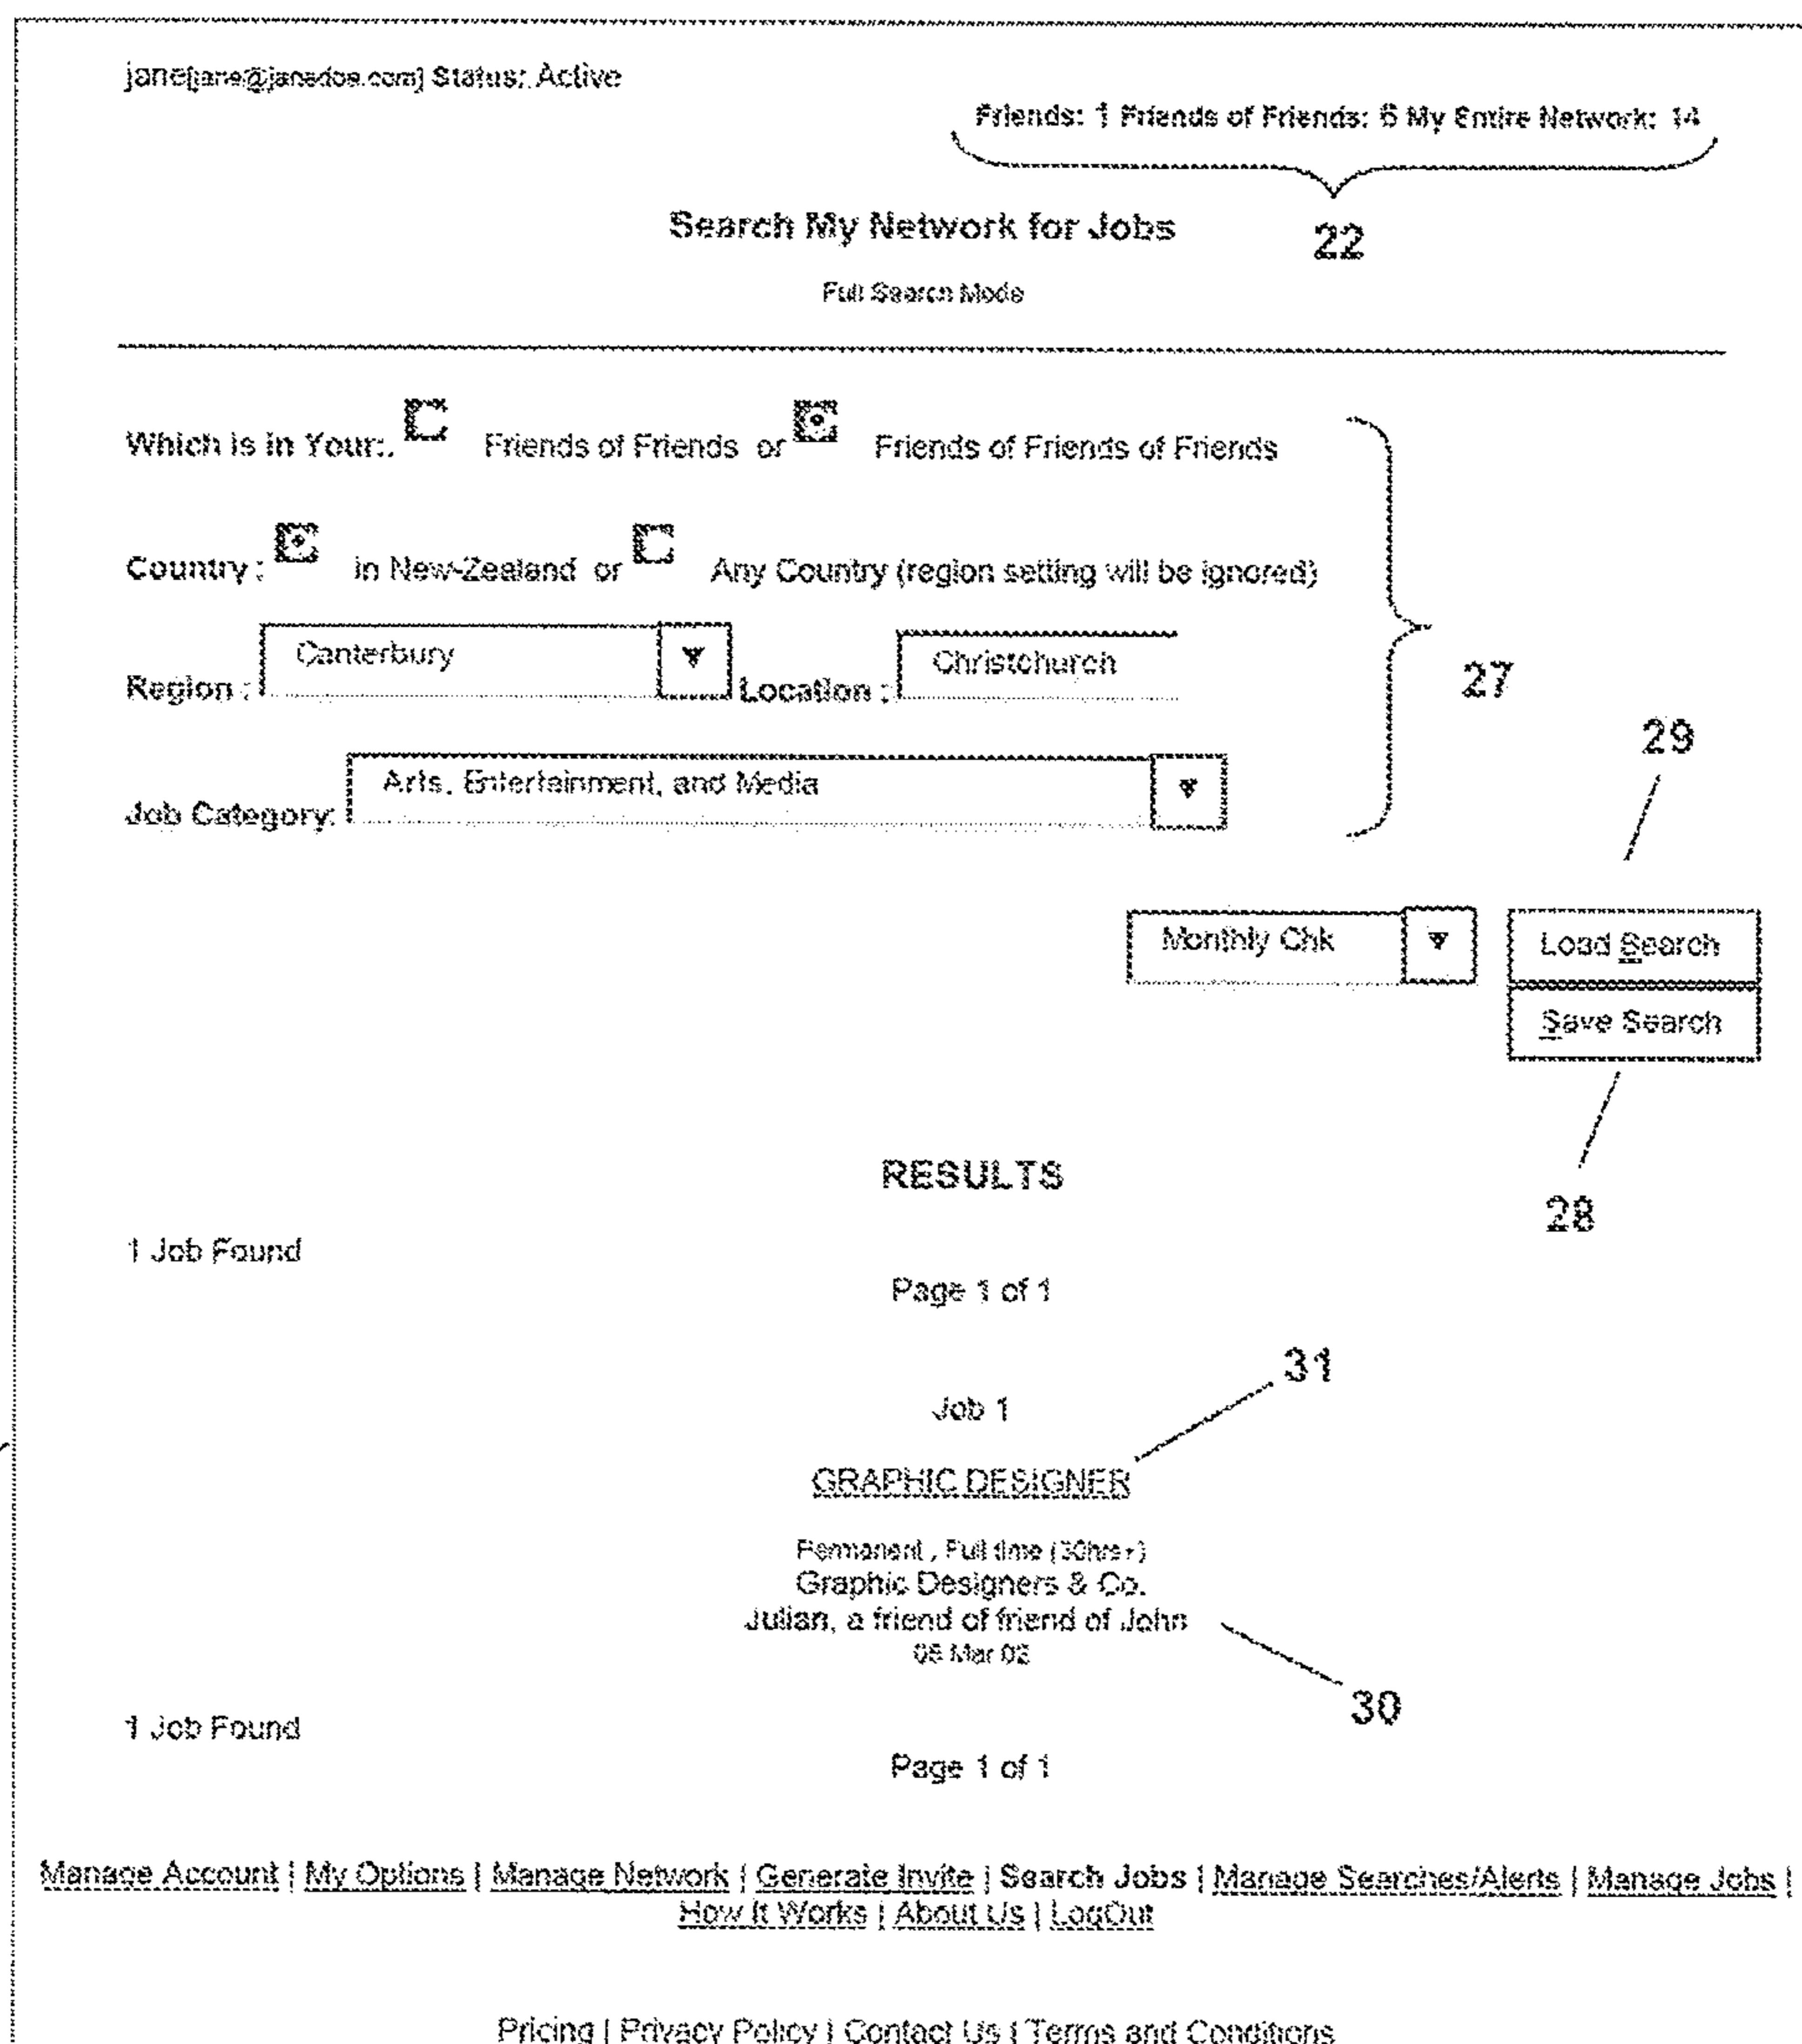 jane[jane@janedoe.com] Status: Active
Friends: 1 Friends of Friends: 6 My Entire Network: 14
22
Search My Network for Jobs
Full Search Mode
Which is in Your:. Friends of Friends or Friends of Friends of Friends
Country : in New-Zealand or Any Country (region setting will be ignored)
Region : Canterbury Location : Christchurch
27
29
Job Category: Arts, Entertainment, and Media
Monthly Chk Load Search
Save Search
28
RESULTS
1 Job Found
Page 1 of 1
31
Job 1
GRAPHIC DESIGNER
Permanent , Full time (30hrs+)
Graphic Designers & Co.
Julian, a friend of friend of John
Mar
30
1 Job Found
Page 1 of 1
Manage Account | My Options | Manage Network | Generate Invite | Search Jobs | Manage Searches/Alerts | Manage Jobs |
How It Works | About Us | LogOut
Pricing | Privacy Policy | Contact Us | Terms and Conditions